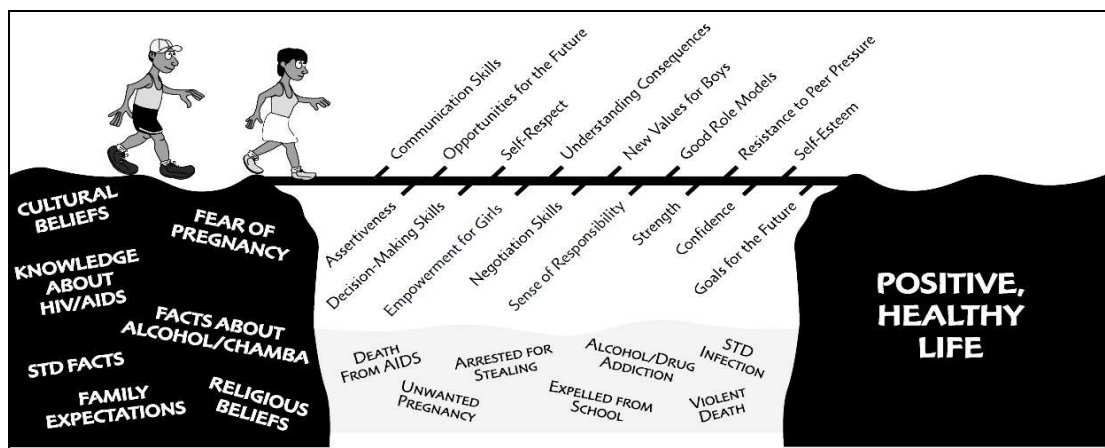 CULTURAL
BELIEFS
FEAR OF
PREGNANCY
KNOWLEDGE
ABOUT
HIV/AIDS
FACTS ABOUT
ALCOHOL/CHAMBA
STD FACTS
FAMILY
EXPECTATIONS
RELIGIOUS
BELIEFS
Communication Skills
Opportunities for the Future
Self-Respect
Understanding Consequences
New Values for Boys
Good Role Models
Resistance to Peer Pressure
Self-Esteem
Assertiveness
Decision-Making Skills
Empowerment for Girls
Negotiation Skills
Sense of Responsibility
Strength
Confidence
Goals for the Future
DEATH
FROM AIDS
UNWANTED
PREGNANCY
ARRESTED FOR
STEALING
EXPELLED FROM
SCHOOL
ALCOHOL/DRUG
ADDICTION
STD
INFECTION
VIOLENT
DEATH
POSITIVE,
HEALTHY
LIFE